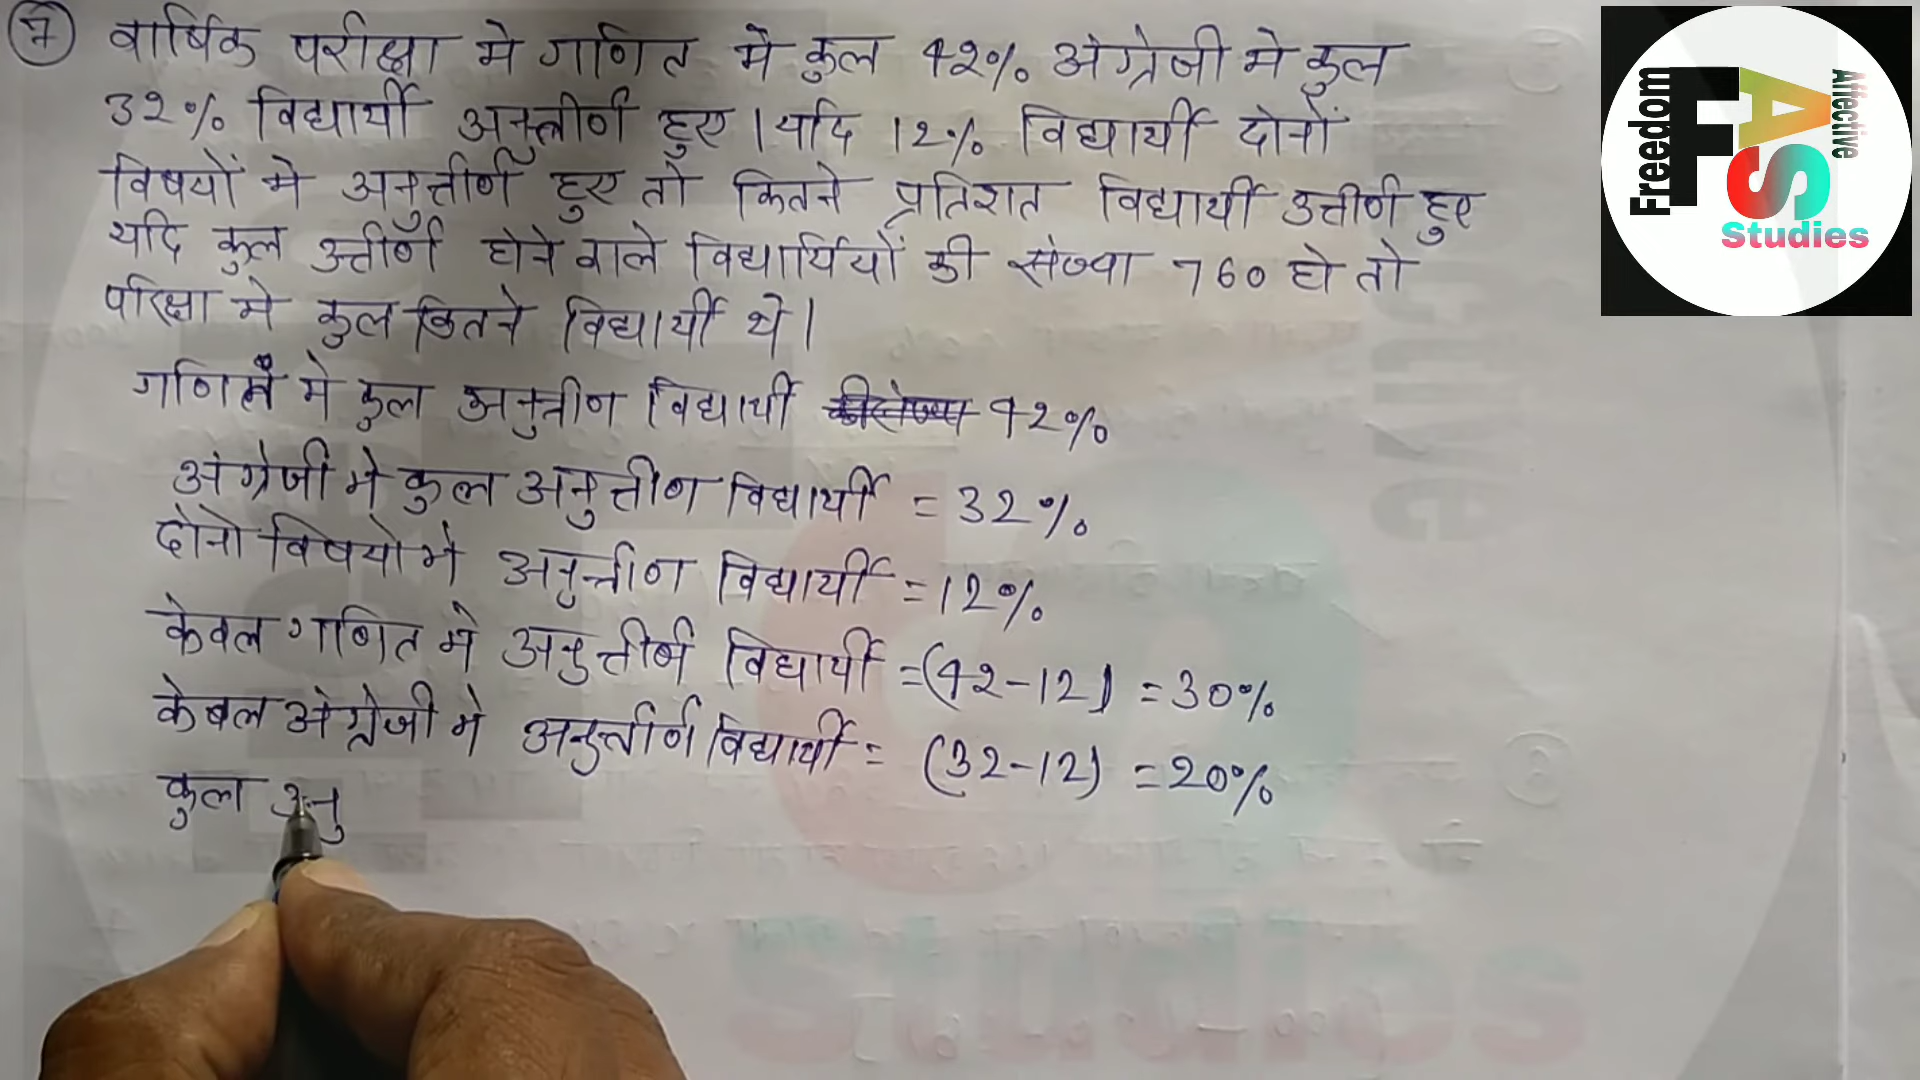 7 वार्षिक परीक्षा मे गणित मे कुल 42% अंग्रेजी मे कुल
32% विद्यार्थी अनुत्तीर्ण हुए । यदि 12% विद्यार्थी दोनों
विषयों मे अनुत्तीर्ण हुए तो कितने प्रतिशत विद्यार्थी उत्तीर्ण हुए
यदि कुल उत्तीर्ण होने वाले विद्यार्थियों की संख्या 760 हो तो
परिक्षा मे कुल कितने विद्यार्थी थे ।
गणित मे कुल अनुत्तीण विद्यार्थी 42%
अंग्रेजी मे कुल अनुत्तीण विद्यार्थी = 32%
दोनो विषयो मे अनुत्तीण विद्यार्थी = 12%
केवल गणित मे अनुत्तीर्ण विद्यार्थी = (42-12) = 30%
केबल अंग्रेजी मे अनुत्तीर्ण विद्यार्थी = (32-12) = 20%
कुल अनु
Freedom
Affective
FAS
Studies